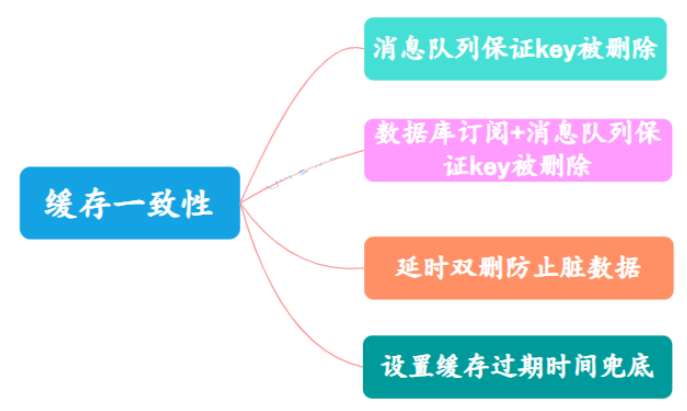 消息队列保证key被删除
数据库订阅+消息队列保
证key被删除
缓存一致性
延时双删防止脏数据
设置缓存过期时间兜底